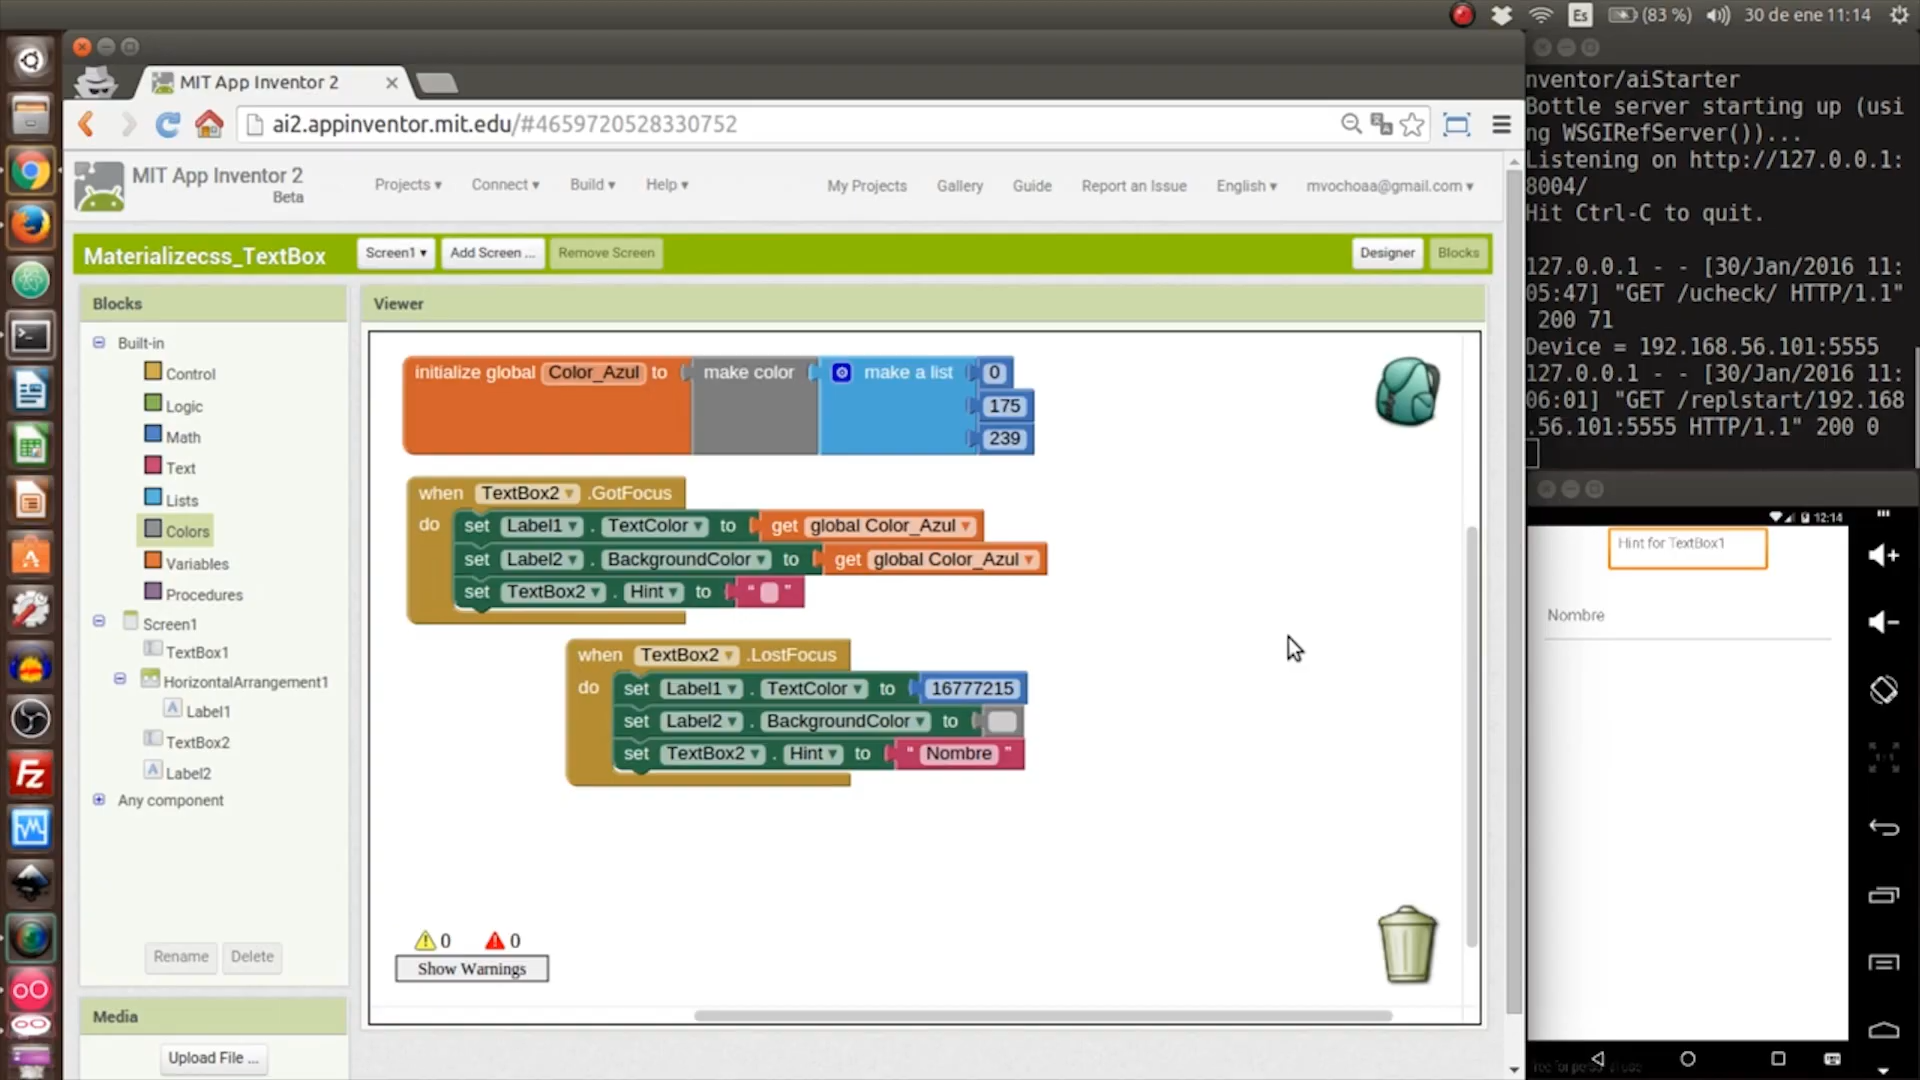 Es (83 %) 30 de ene 11:14
MIT App Inventor 2
ai2.appinventor.mit.edu/#4659720528330752
MIT App Inventor 2
Beta
Projects ▾ Connect ▾ Build ▾ Help ▾ My Projects Gallery Guide Report an Issue English ▾ mvochoaa@gmail.com ▾
Materializecss_TextBox Screen1 ▾ Add Screen ... Remove Screen Designer Blocks
Blocks
Built-in
Control
Logic
Math
Text
Lists
Colors
Variables
Procedures
Screen1
TextBox1
HorizontalArrangement1
Label1
TextBox2
Label2
Any component
Rename Delete
Media
Upload File ...
Viewer
initialize global Color_Azul to make color make a list 0
175
239
when TextBox2 ▾ .GotFocus
do set Label1 ▾ . TextColor ▾ to get global Color_Azul ▾
set Label2 ▾ . BackgroundColor ▾ to get global Color_Azul ▾
set TextBox2 ▾ . Hint ▾ to “ ”
when TextBox2 ▾ .LostFocus
do set Label1 ▾ . TextColor ▾ to 16777215
set Label2 ▾ . BackgroundColor ▾ to
set TextBox2 ▾ . Hint ▾ to “ Nombre ”
0 0
Show Warnings
nventor/aiStarter
Bottle server starting up (usi
ng WSGIRefServer())...
Listening on http://127.0.0.1:
8004/
Hit Ctrl-C to quit.
127.0.0.1 - - [30/Jan/2016 11:
05:47] "GET /ucheck/ HTTP/1.1"
200 71
Device = 192.168.56.101:5555
127.0.0.1 - - [30/Jan/2016 11:
06:01] "GET /replstart/192.168
.56.101:5555 HTTP/1.1" 200 0
12:14
Hint for TextBox1
Nombre